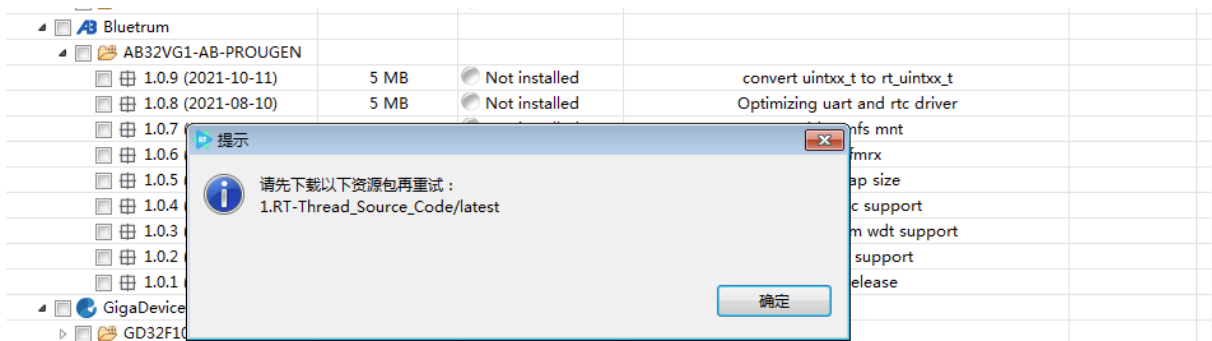 Bluetrum
AB32VG1-AB-PROUGEN
1.0.9 (2021-10-11) 5 MB Not installed convert uintxx_t to rt_uintxx_t
1.0.8 (2021-08-10) 5 MB Not installed Optimizing uart and rtc driver
1.0.7 mnt
1.0.6
1.0.5 size
1.0.4 support
1.0.3 wdt support
1.0.2 support
1.0.1
提示
请先下载以下资源包再重试：
1.RT-Thread_Source_Code/latest
确定
GigaDevice
GD32F10